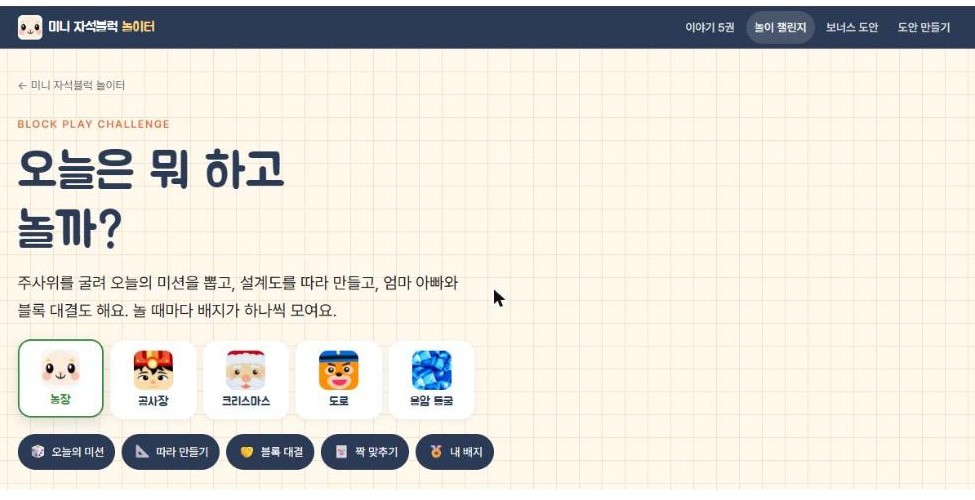 미니 자석블럭 놀이터
이야기 5권
놀이 챌린지
보너스 도안
도안 만들기
← 미니 자석블럭 놀이터
BLOCK PLAY CHALLENGE
오늘은 뭐 하고
놀까?
주사위를 굴려 오늘의 미션을 뽑고, 설계도를 따라 만들고, 엄마 아빠와
블록 대결도 해요. 놀 때마다 배지가 하나씩 모여요.
농장
공사장
크리스마스
도로
용암 동굴
오늘의 미션
따라 만들기
블록 대결
짝 맞추기
내 배지